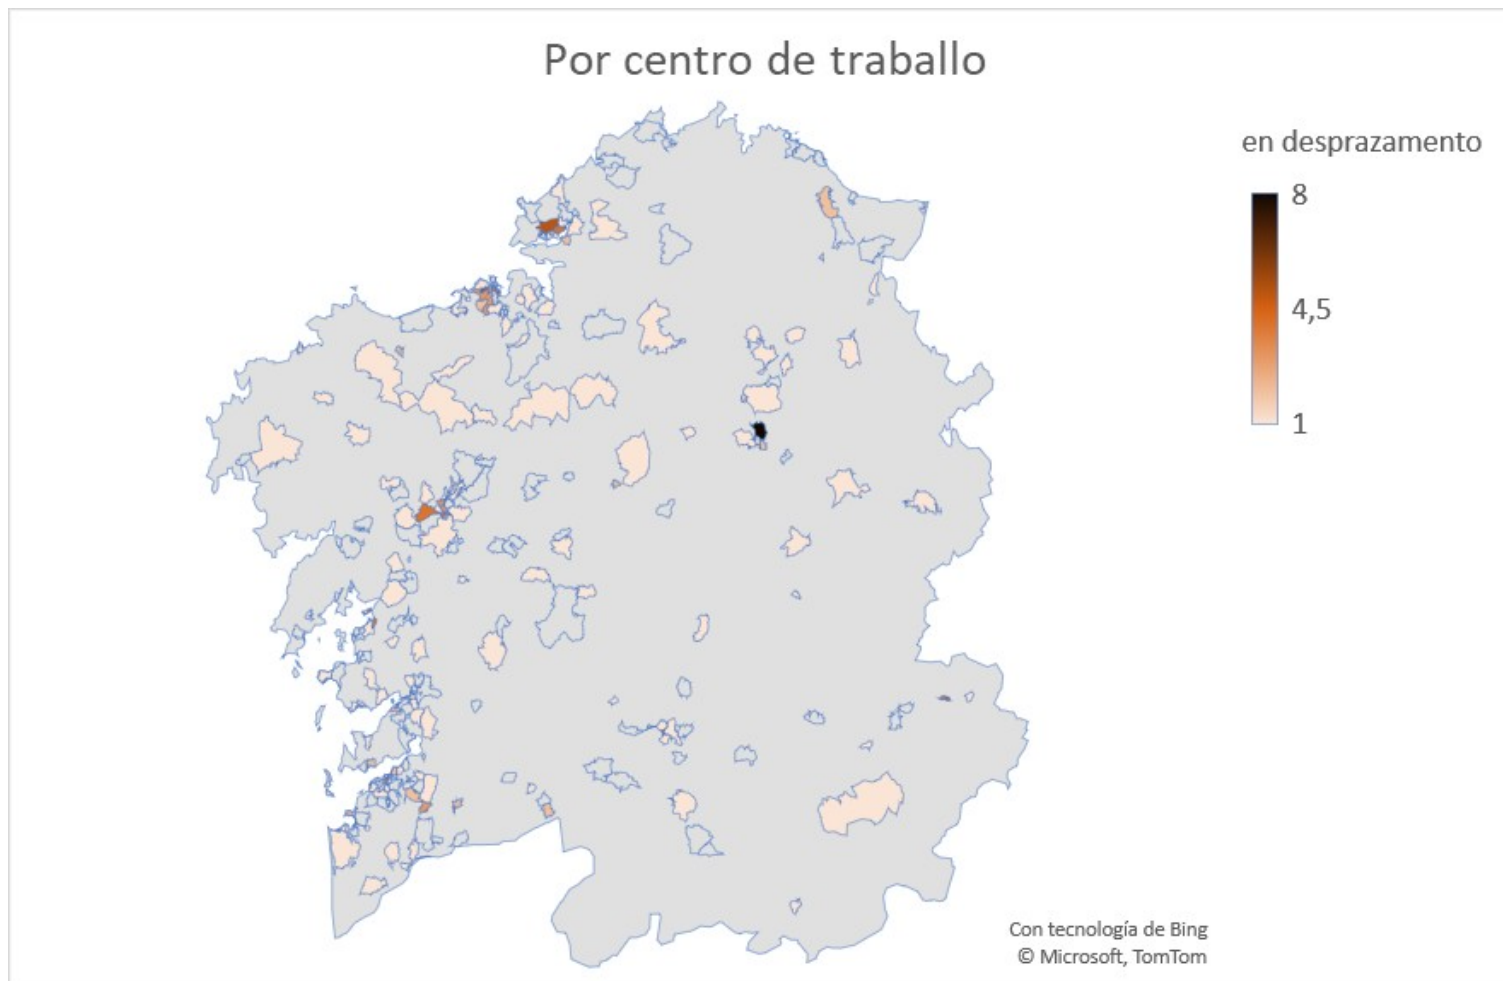 Por centro de traballo
en desprazamento
8
4,5
1
Con tecnología de Bing
© Microsoft, TomTom